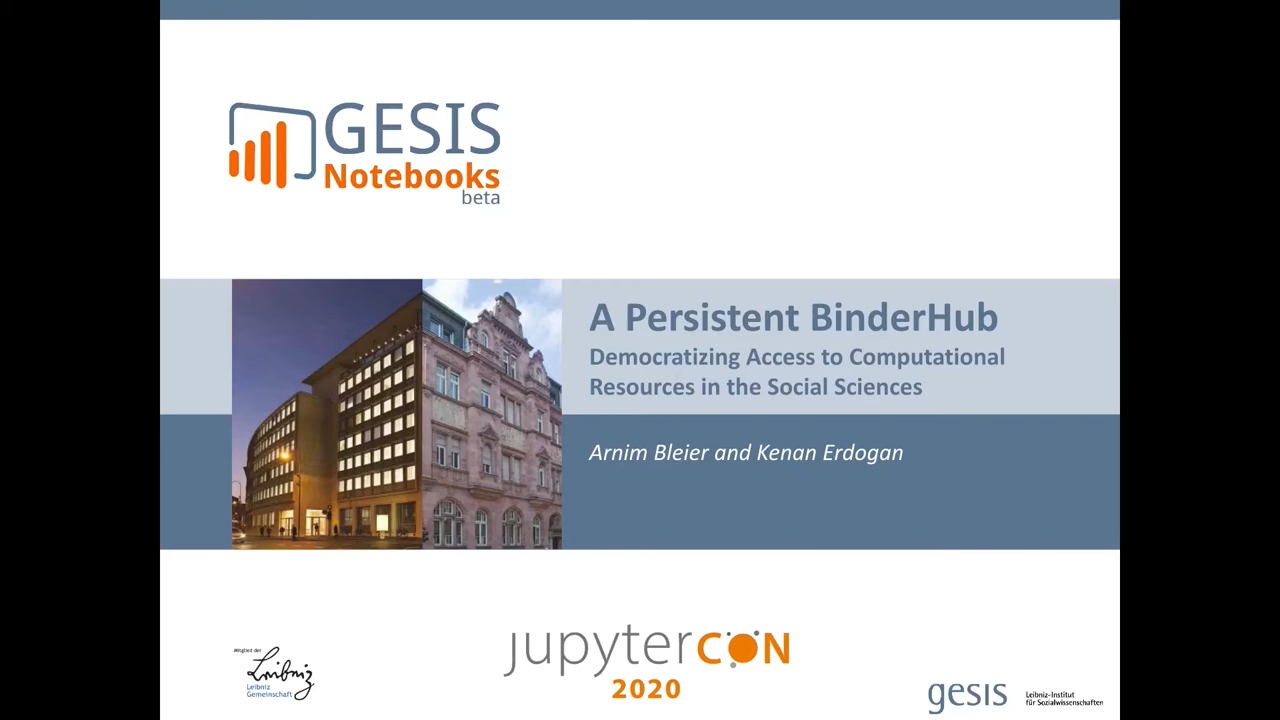 GESIS
Notebooks
beta
A Persistent BinderHub
Democratizing Access to Computational
Resources in the Social Sciences
Arnim Bleier and Kenan Erdogan
Mitglied der
Leibniz
Leibniz
Gemeinschaft
jupytercon
2020
gesis
Leibniz-Institut
für Sozialwissenschaften